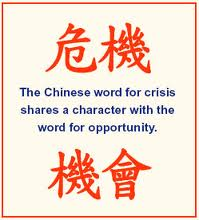 危機
The Chinese word for crisis
shares a character with the
word for opportunity.
機會